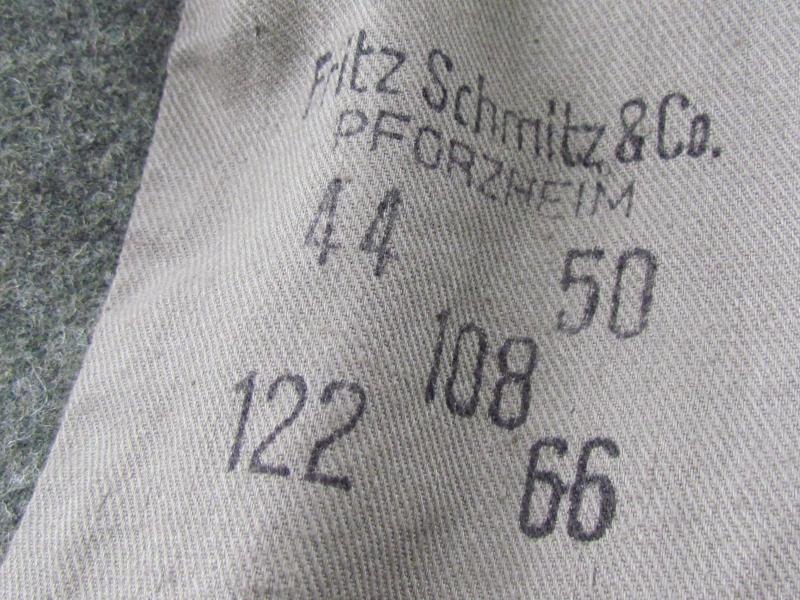 Fritz Schmitz & Co.
PFORZHEIM
44 50
108
122 66